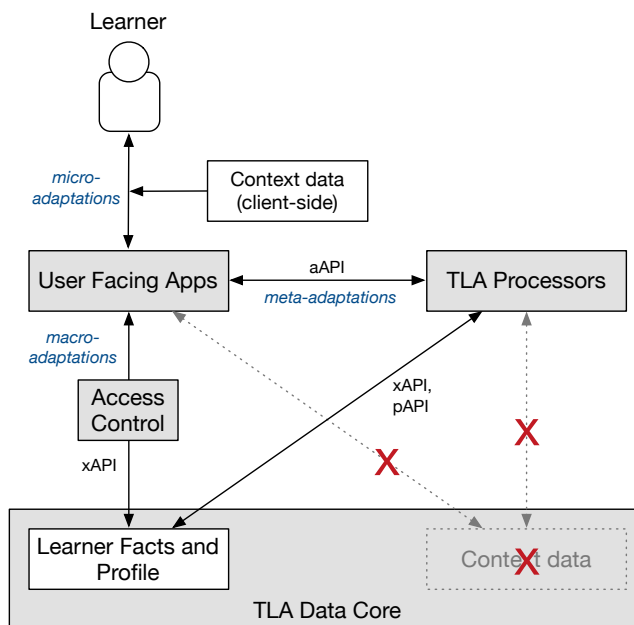 Learner
micro-
adaptations
Context data
(client-side)
User Facing Apps
aAPI
meta-adaptations
TLA Processors
macro-
adaptations
Access
Control
xAPI,
pAPI
X
X
xAPI
Learner Facts and
Profile
Context data
X
TLA Data Core